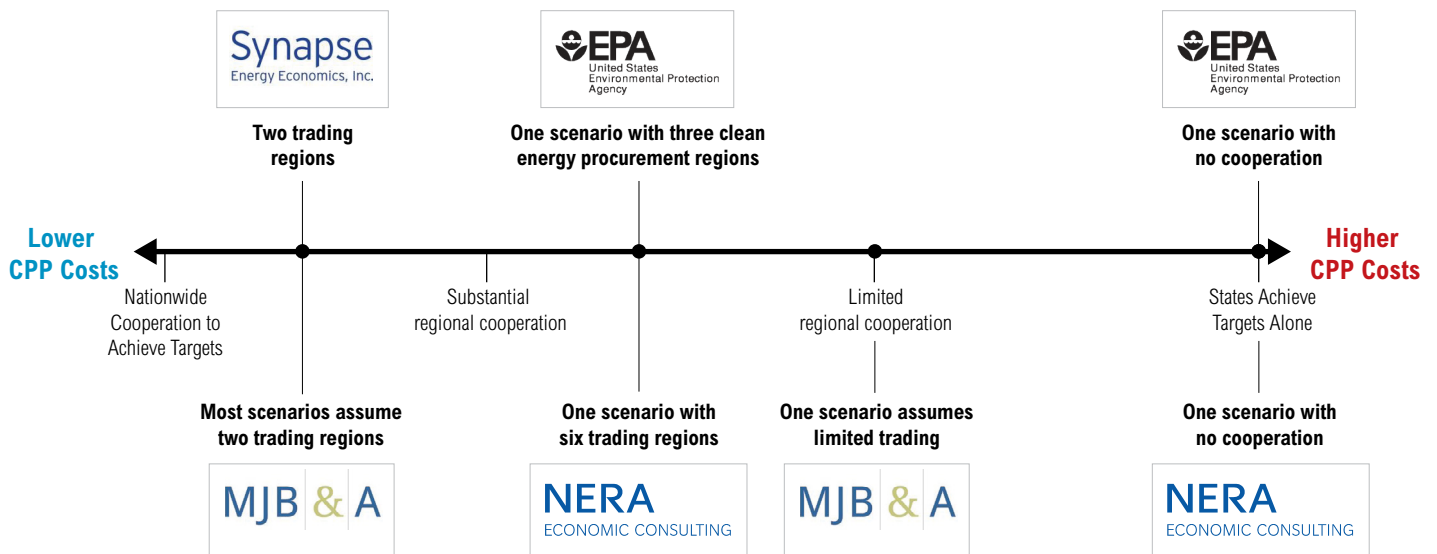 Synapse
Energy Economics, Inc.
EPA
United States
Environmental Protection
Agency
EPA
United States
Environmental Protection
Agency
Two trading
regions
One scenario with three clean
energy procurement regions
One scenario with
no cooperation
Lower
CPP Costs
Higher
CPP Costs
Nationwide
Cooperation to
Achieve Targets
Substantial
regional cooperation
Limited
regional cooperation
States Achieve
Targets Alone
Most scenarios assume
two trading regions
One scenario with
six trading regions
One scenario assumes
limited trading
One scenario with
no cooperation
MJB & A
NERA
ECONOMIC CONSULTING
MJB & A
NERA
ECONOMIC CONSULTING